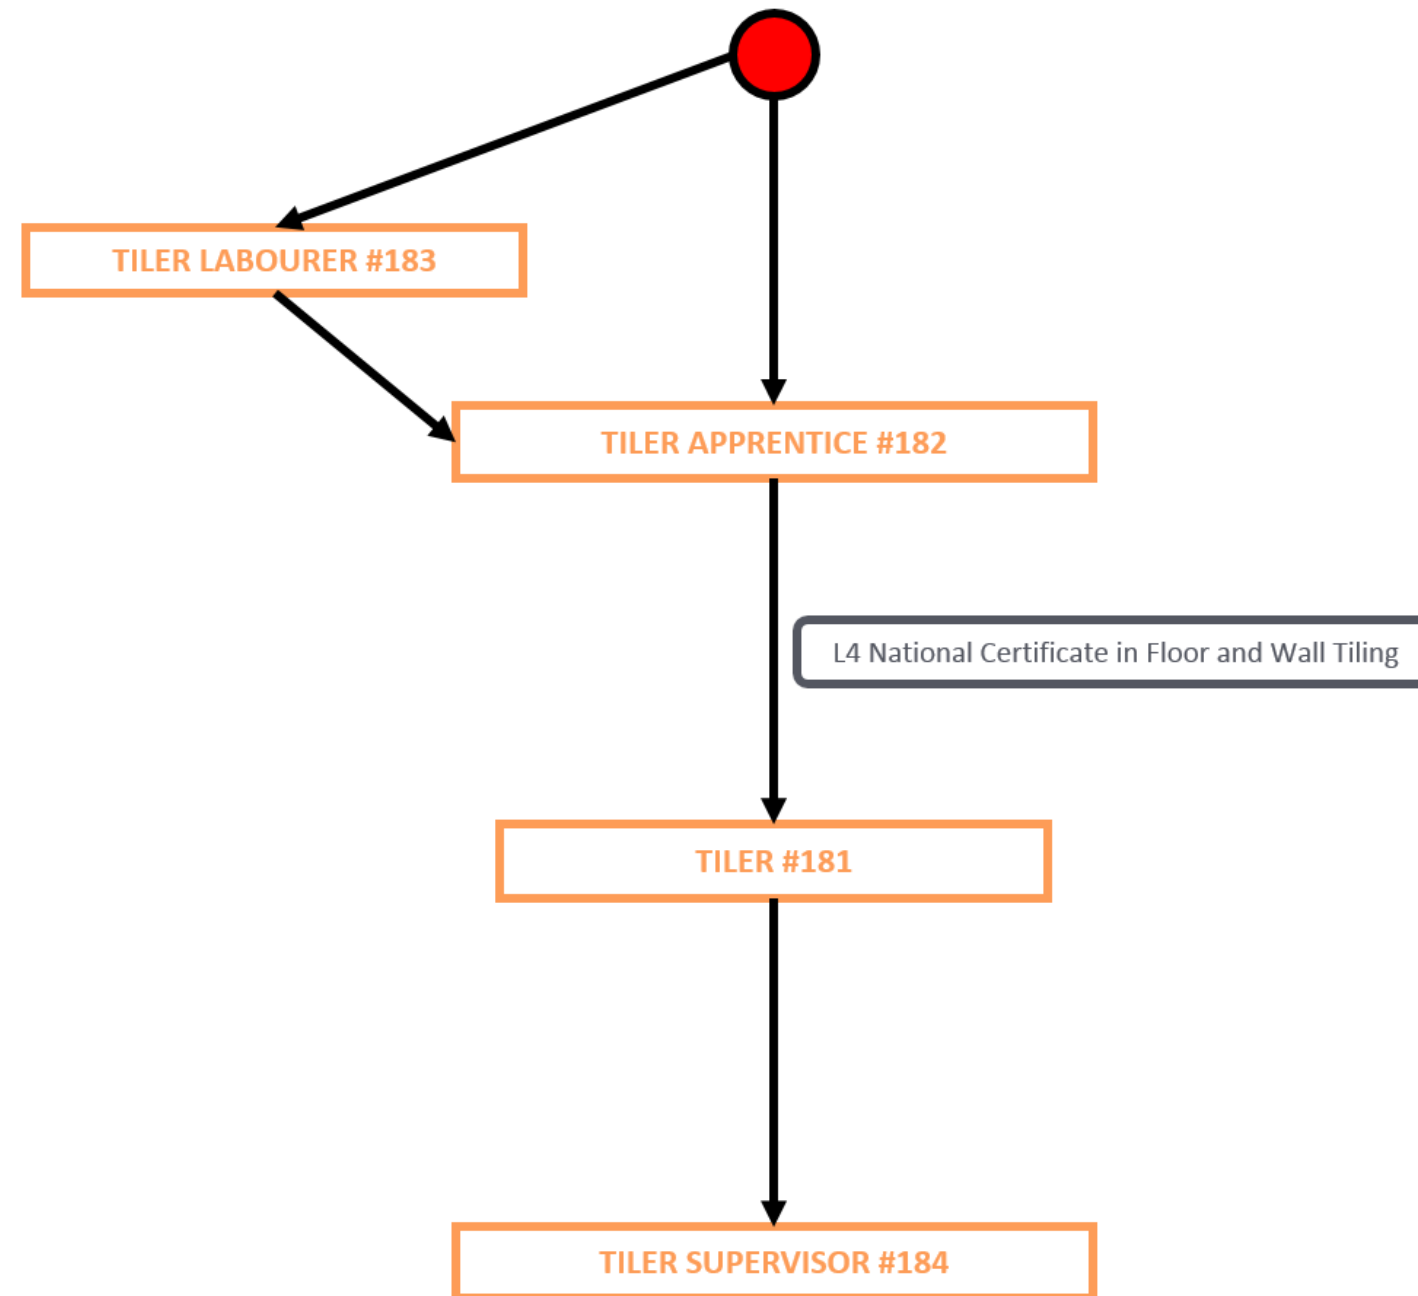 TILER LABOURER #183
TILER APPRENTICE #182
L4 National Certificate in Floor and Wall Tiling
TILER #181
TILER SUPERVISOR #184